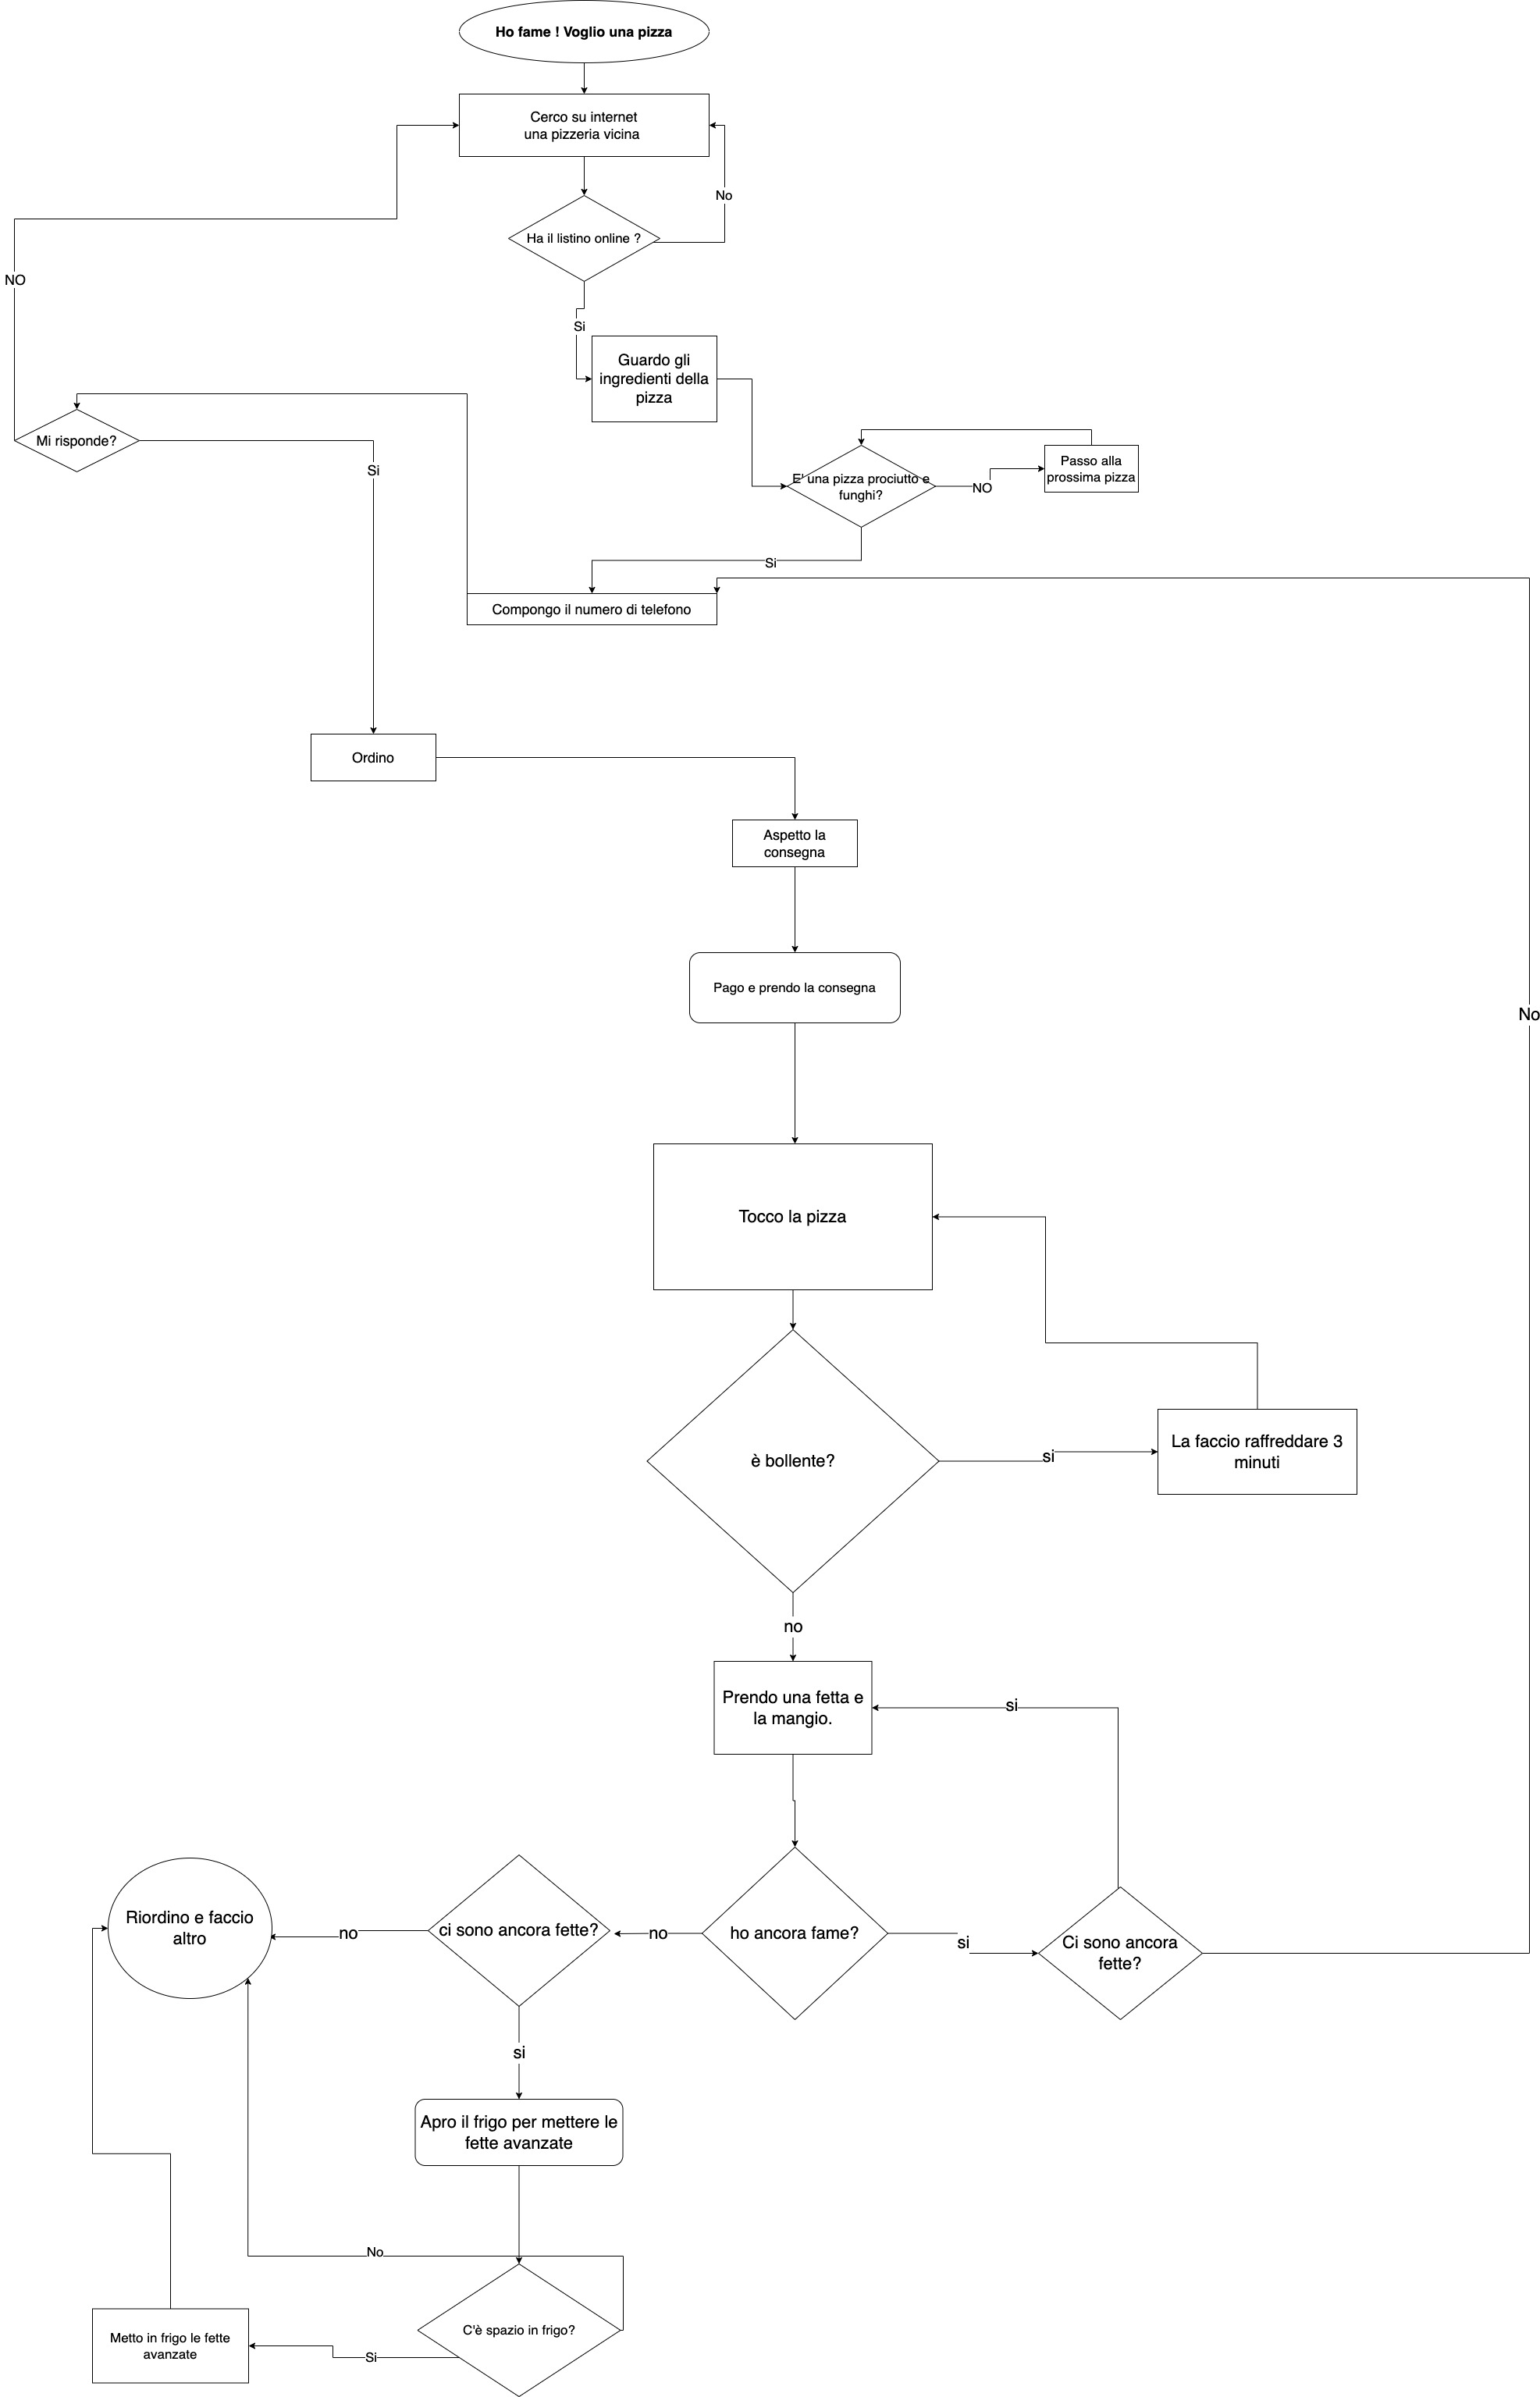 Ho fame ! Voglio una pizza
Cerco su internet
una pizzeria vicina
No
Ha il listino online ?
NO
Si
Guardo gli
ingredienti della
pizza
Mi risponde?
Si
E' una pizza prociutto e
funghi?
NO
Passo alla
prossima pizza
Si
Compongo il numero di telefono
Ordino
Aspetto la
consegna
Pago e prendo la consegna
No
Tocco la pizza
è bollente?
si
La faccio raffreddare 3
minuti
no
Prendo una fetta e
la mangio.
si
Riordino e faccio
altro
no
ci sono ancora fette?
no
ho ancora fame?
si
Ci sono ancora
fette?
si
Apro il frigo per mettere le
fette avanzate
No
C'è spazio in frigo?
Si
Metto in frigo le fette
avanzate